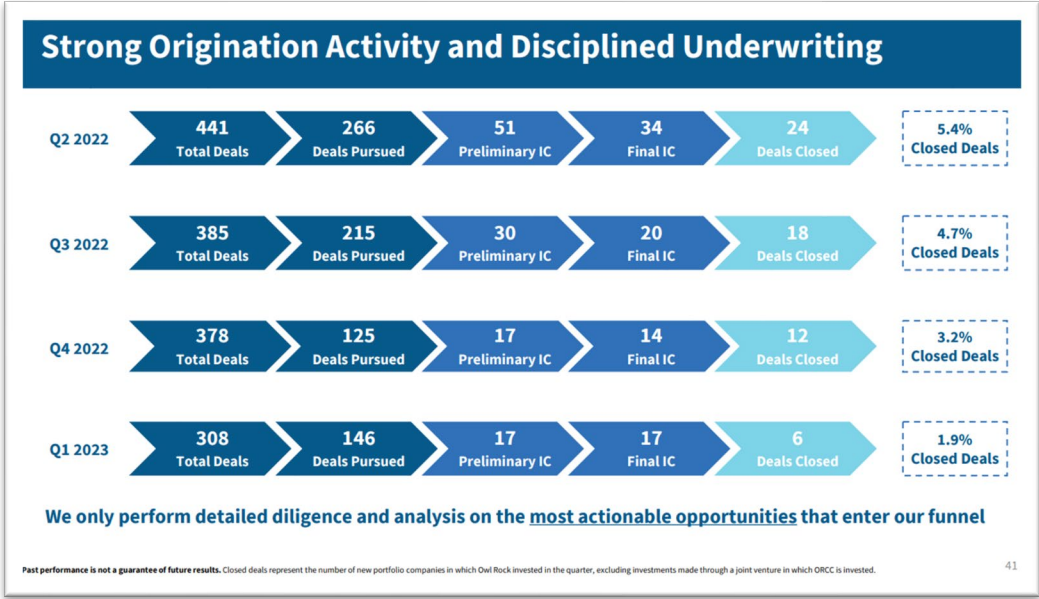 Strong Origination Activity and Disciplined Underwriting
Q2 2022
441
Total Deals
266
Deals Pursued
51
Preliminary IC
34
Final IC
24
Deals Closed
5.4%
Closed Deals
Q3 2022
385
Total Deals
215
Deals Pursued
30
Preliminary IC
20
Final IC
18
Deals Closed
4.7%
Closed Deals
Q4 2022
378
Total Deals
125
Deals Pursued
17
Preliminary IC
14
Final IC
12
Deals Closed
3.2%
Closed Deals
Q1 2023
308
Total Deals
146
Deals Pursued
17
Preliminary IC
17
Final IC
6
Deals Closed
1.9%
Closed Deals
We only perform detailed diligence and analysis on the most actionable opportunities that enter our funnel
Past performance is not a guarantee of future results. Closed deals represent the number of new portfolio companies in which Owl Rock invested in the quarter, excluding investments made through a joint venture in which ORCC is invested.
41